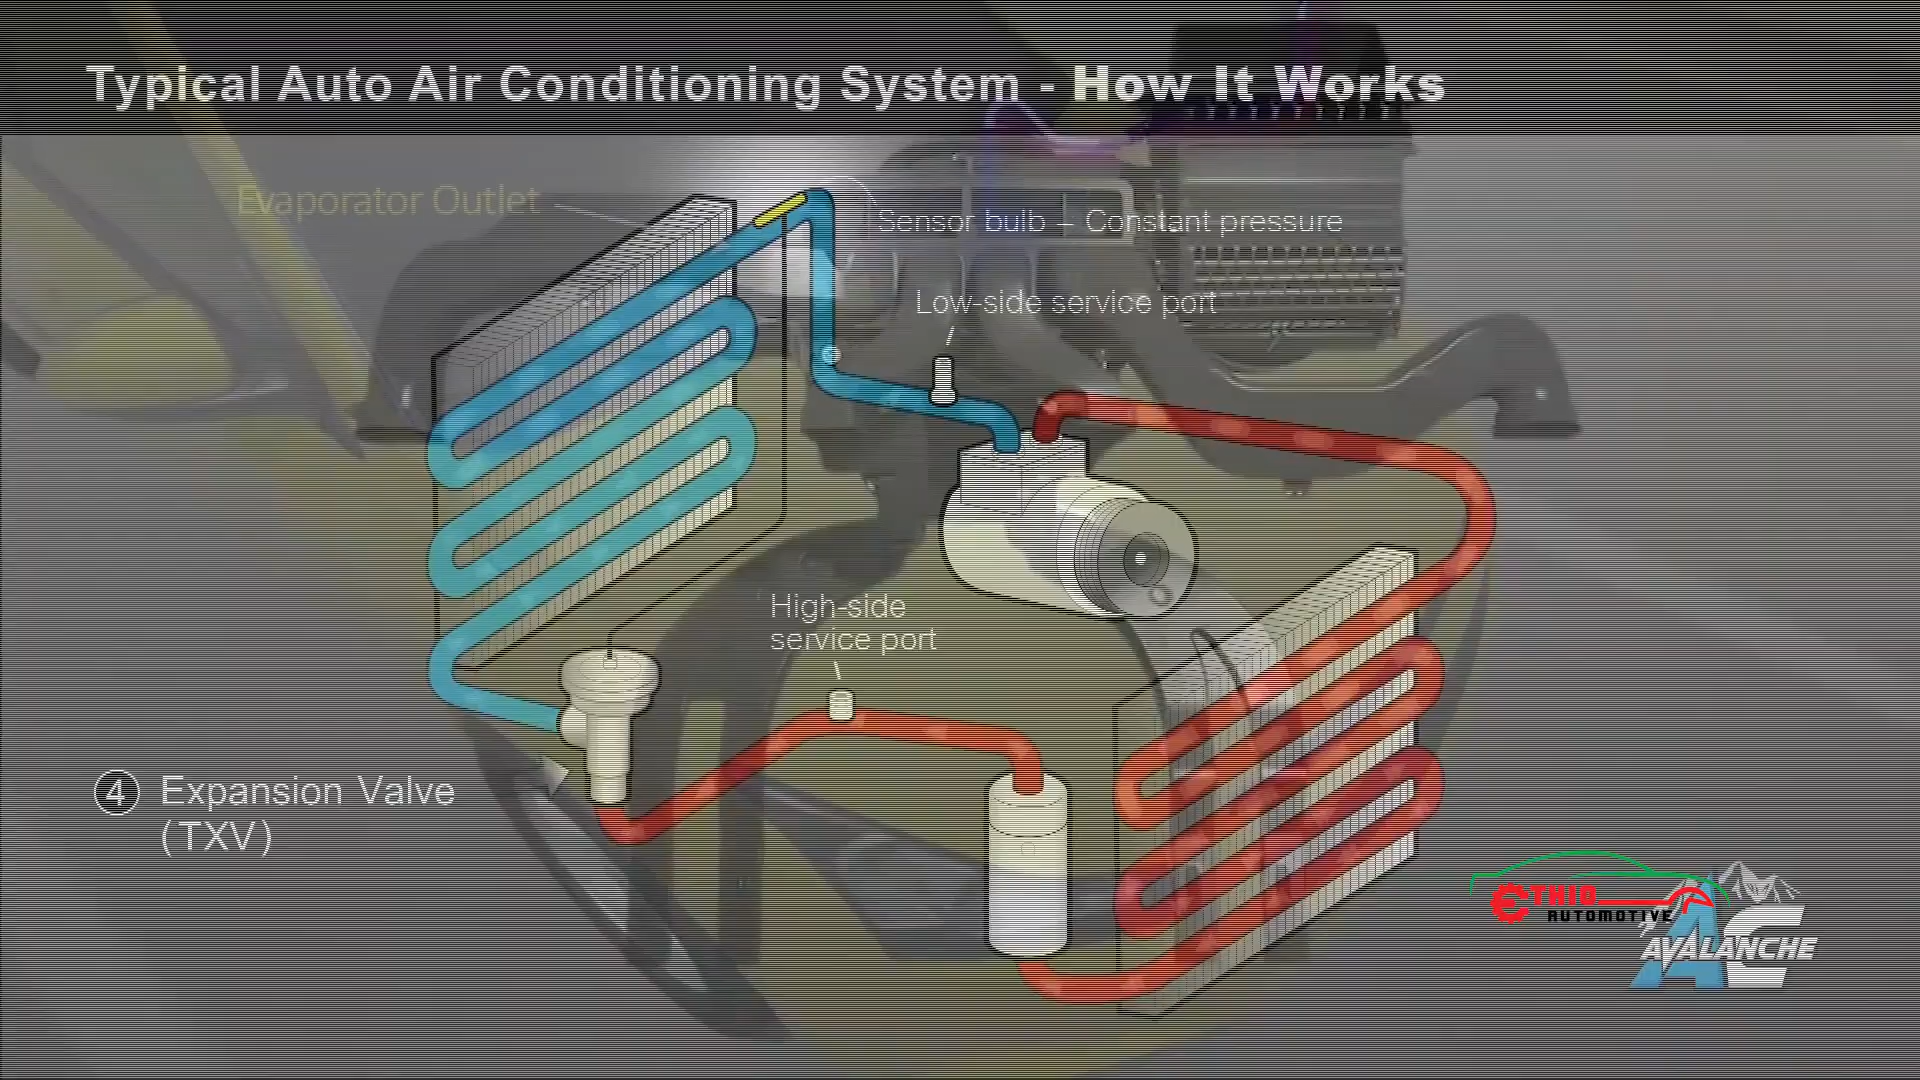 Typical Auto Air Conditioning System - How It Works
Evaporator Outlet
Sensor bulb – Constant pressure
Low-side service port
High-side
service port
4 Expansion Valve
(TXV)
ETHIO
AUTOMOTIVE
AC
AVALANCHE